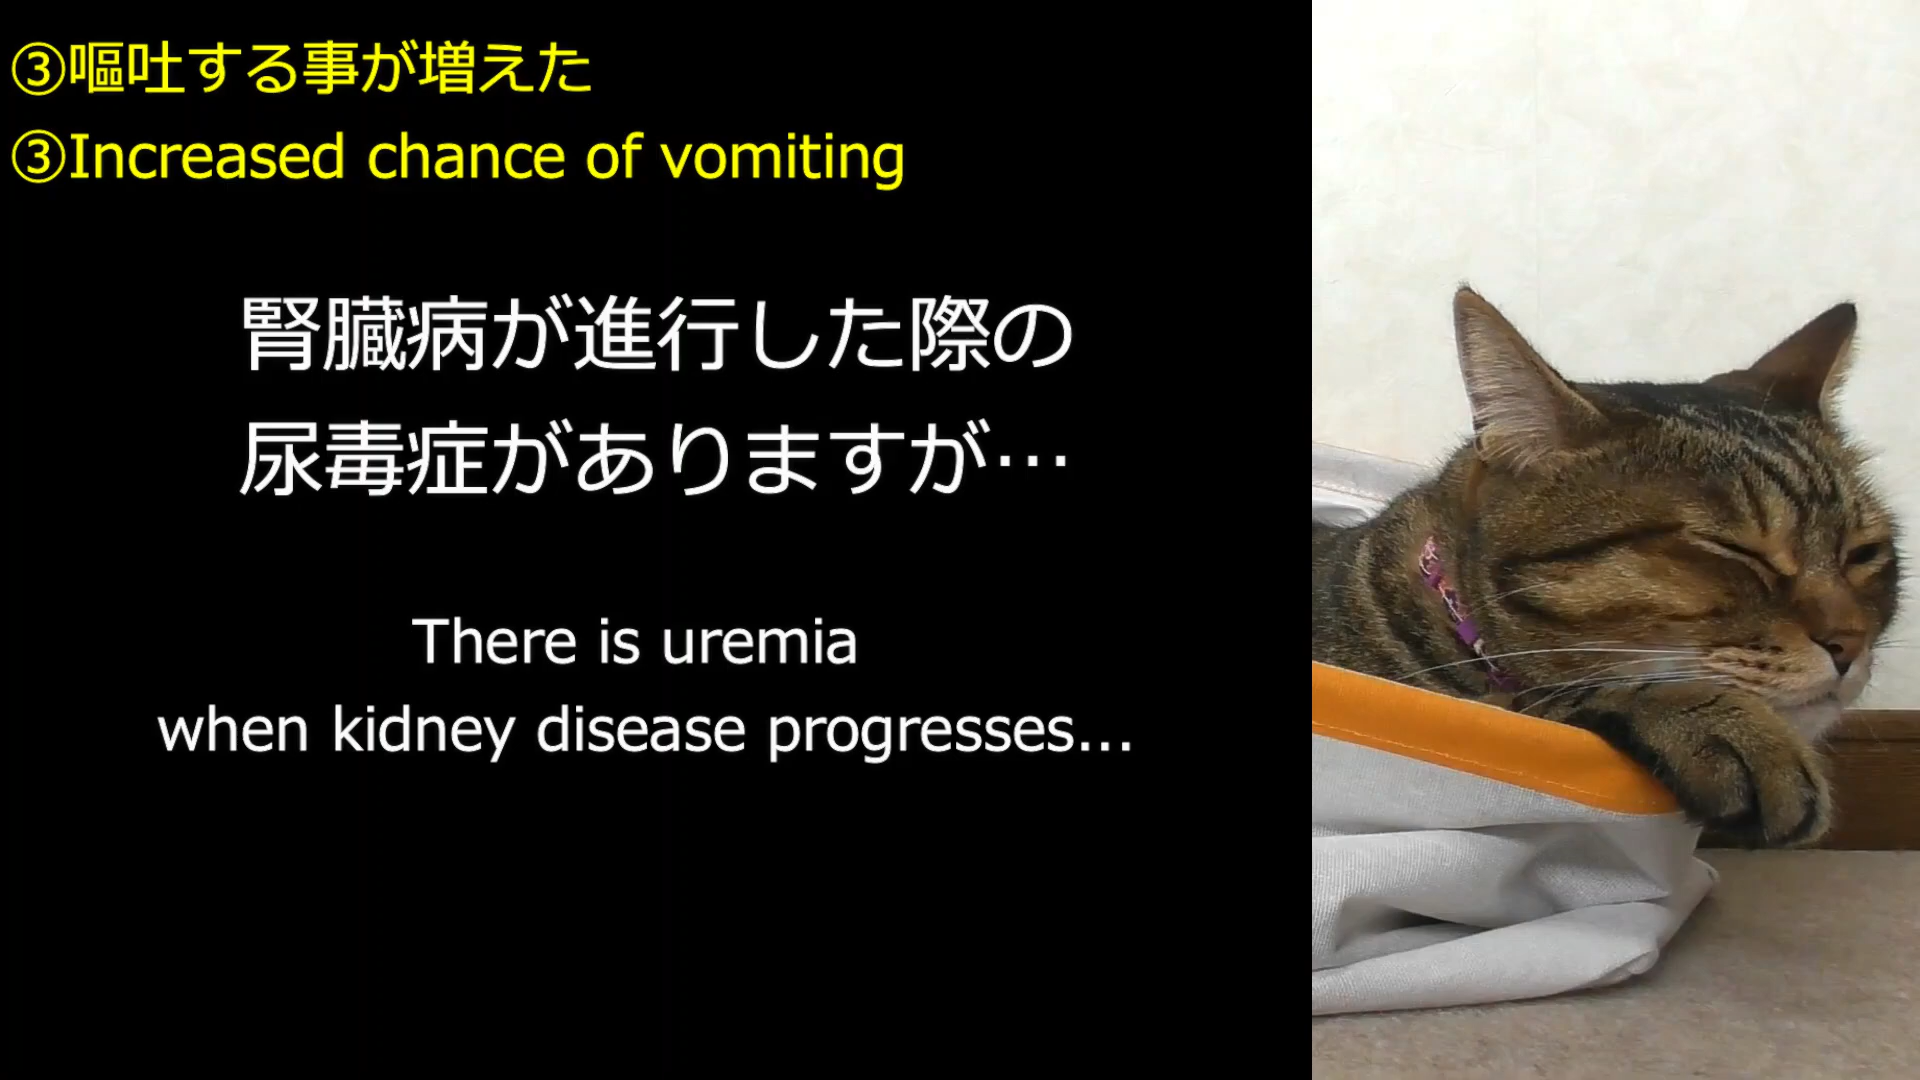 ③嘔吐する事が増えた
③Increased chance of vomiting
腎臓病が進行した際の
尿毒症がありますが…
There is uremia
when kidney disease progresses...